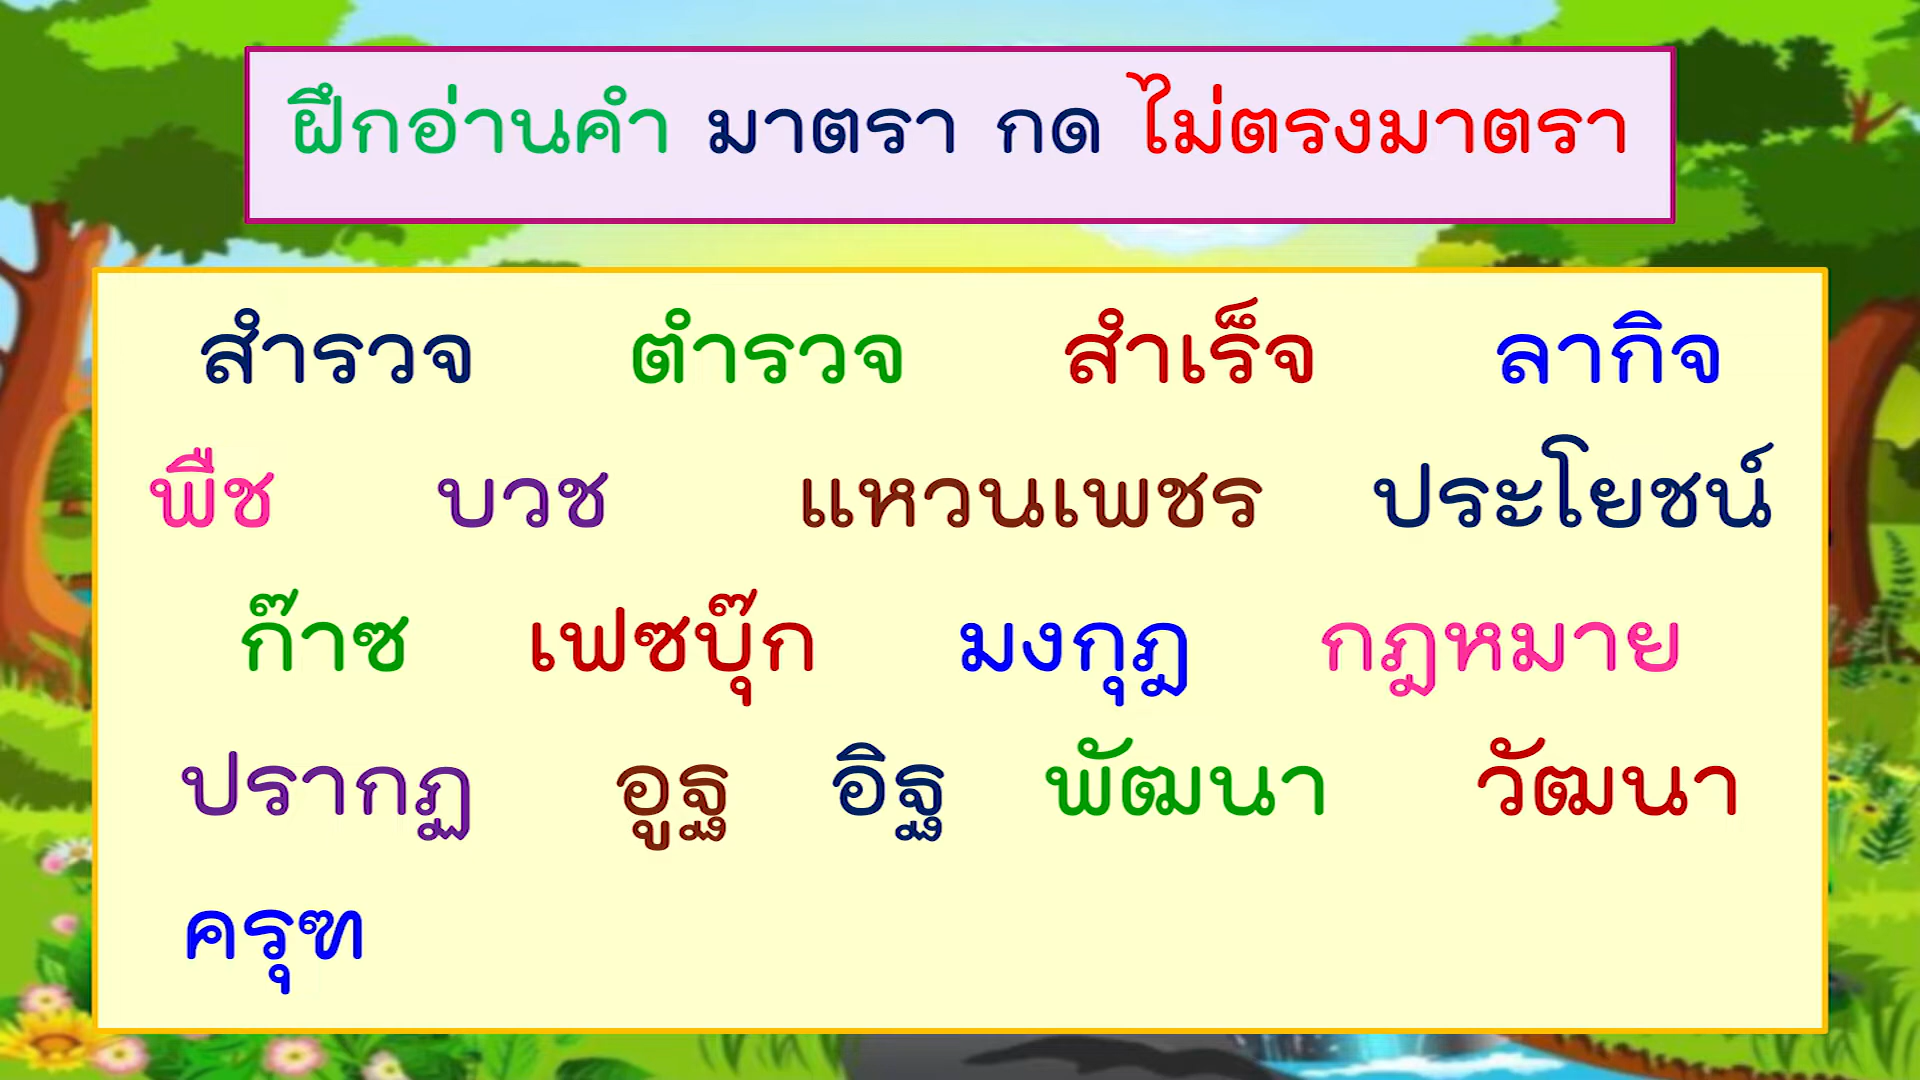 ฝึกอ่านคำ มาตรา กด ไม่ตรงมาตรา
สำรวจ ตำรวจ สำเร็จ ลากิจ
พืช บวช แหวนเพชร ประโยชน์
ก๊าซ เฟซบุ๊ก มงกุฎ กฎหมาย
ปรากฏ อูฐ อิฐ พัฒนา วัฒนา
ครุฑ